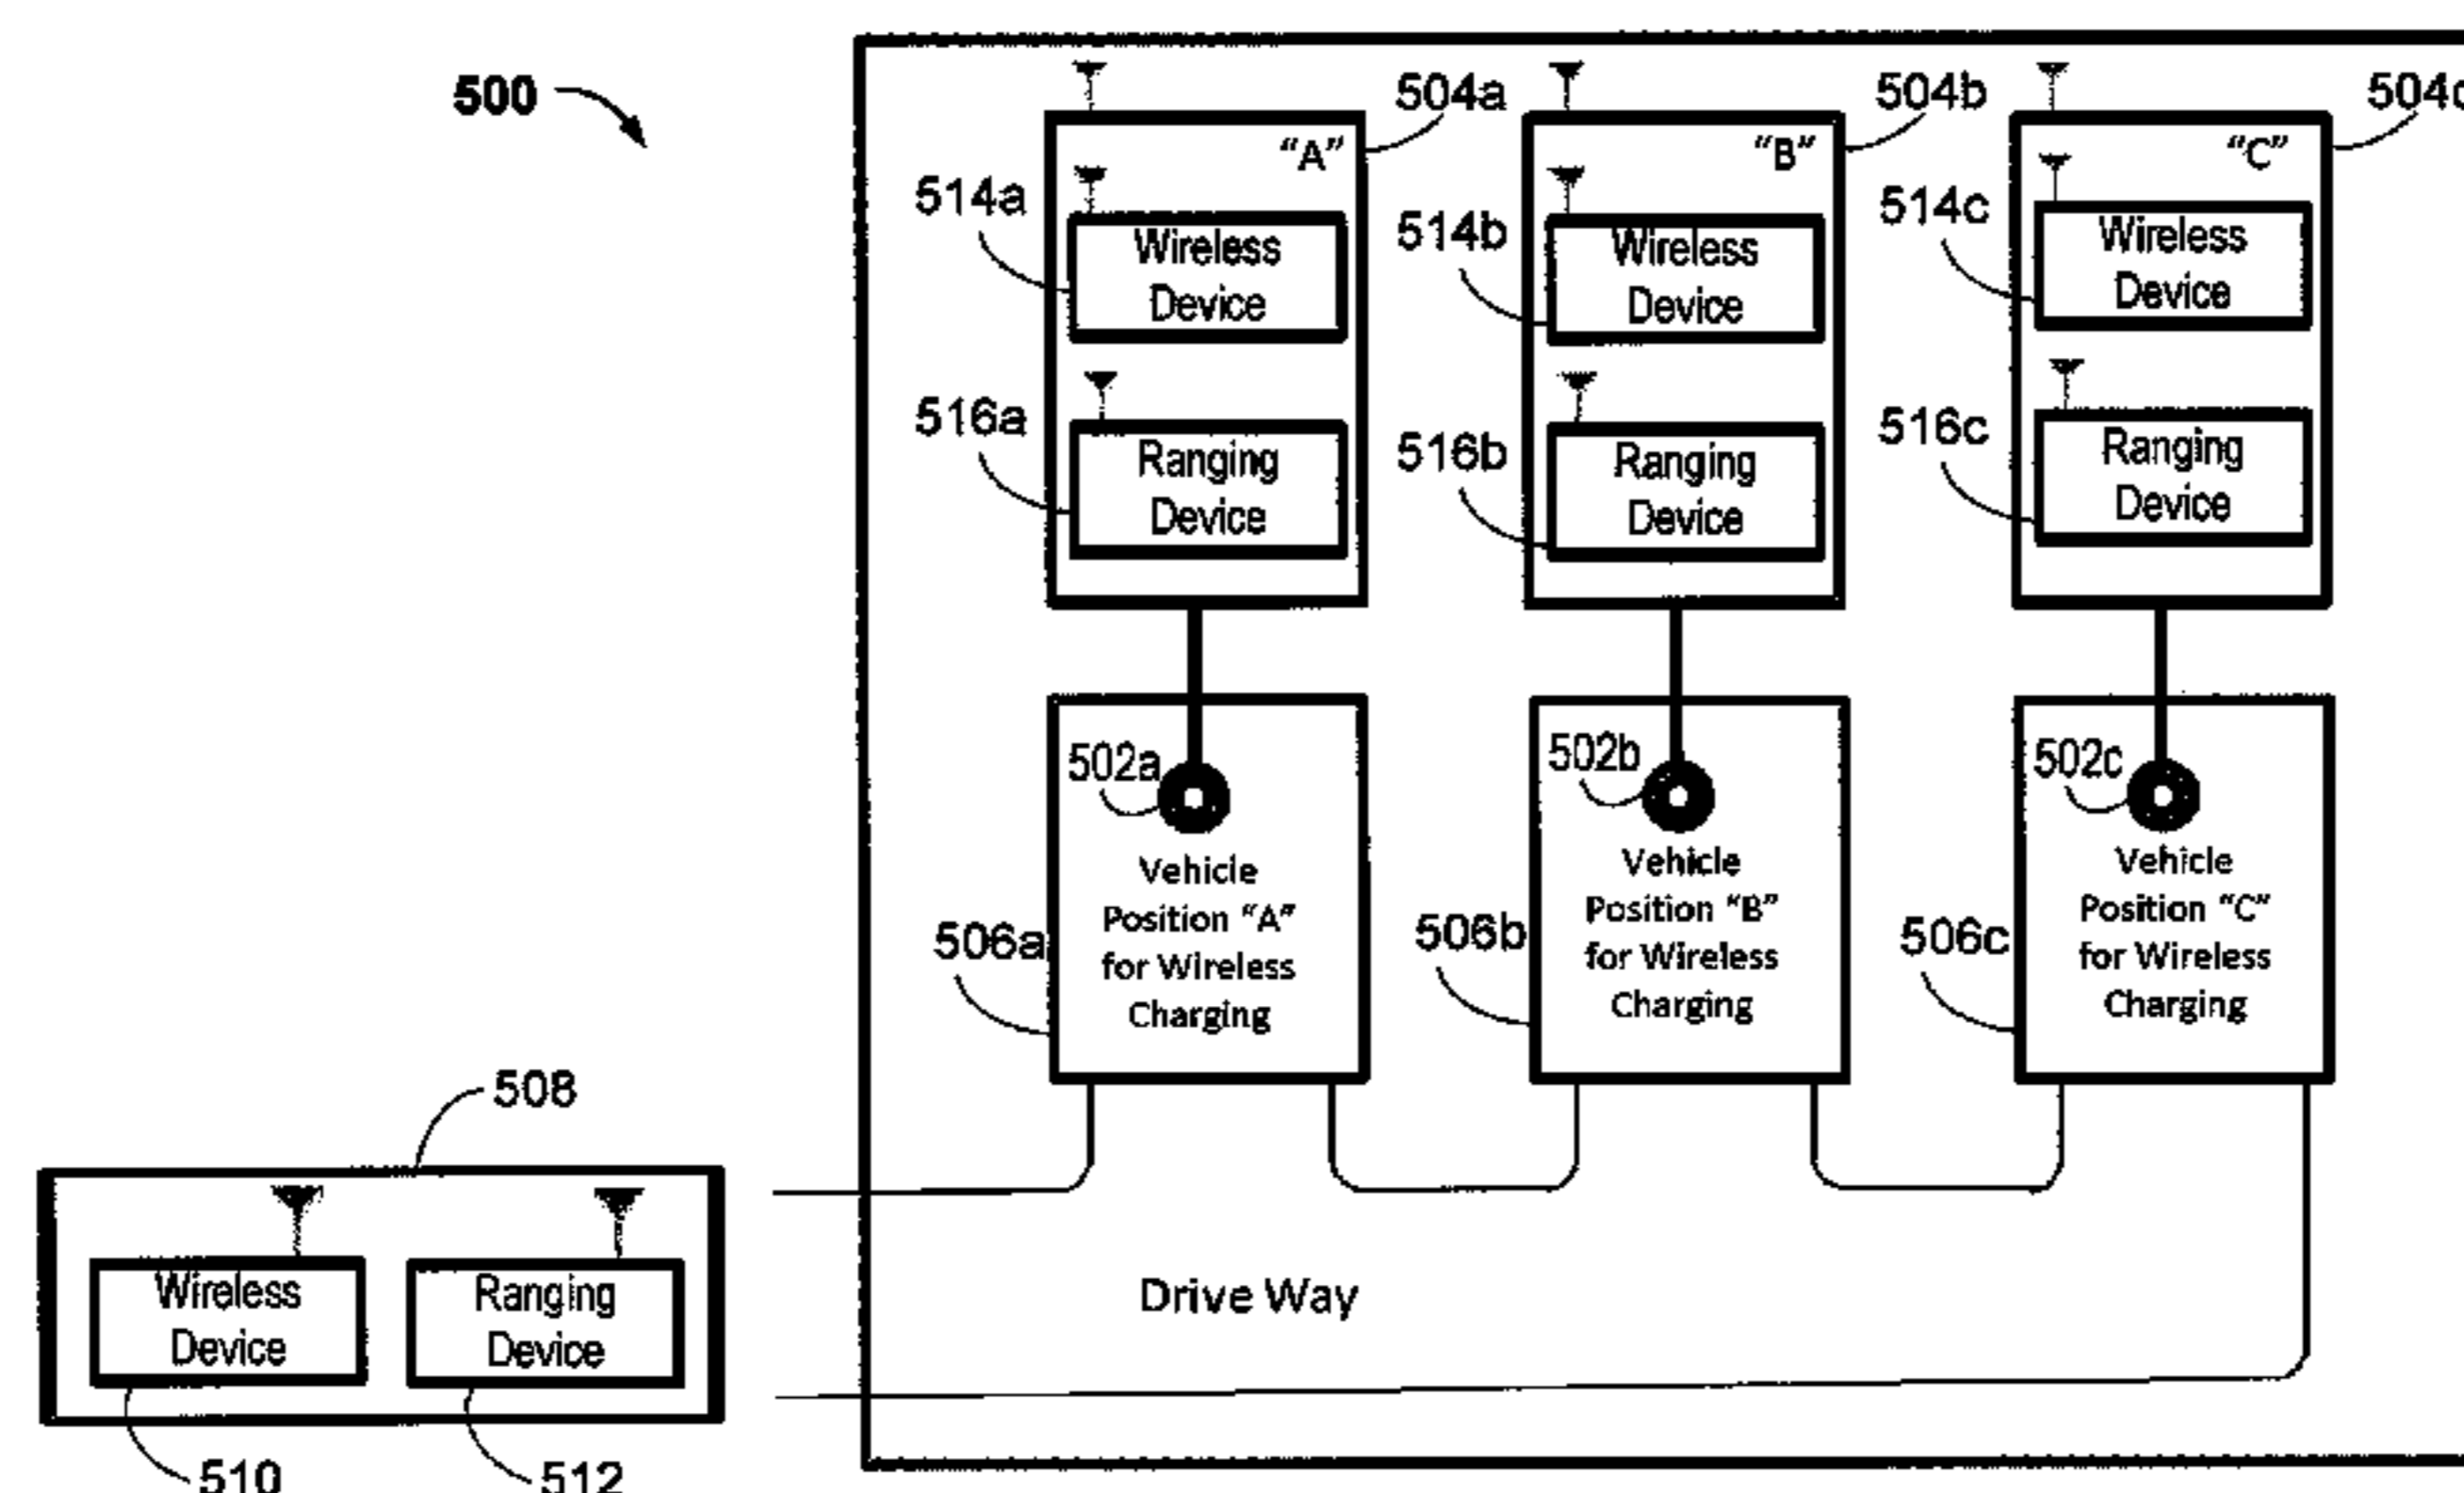 500
504a
504b
"A"
"B"
"C"
514a
514b
514c
Wireless
Device
Wireless
Device
Wireless
Device
516a
516b
516c
Ranging
Device
Ranging
Device
Ranging
Device
502a
502b
502c
Vehicle
Position "A"
for Wireless
Charging
Vehicle
Position "B"
for Wireless
Charging
Vehicle
Position "C"
for Wireless
Charging
506a
506b
506c
508
Wireless
Device
Ranging
Device
510
512
Drive Way